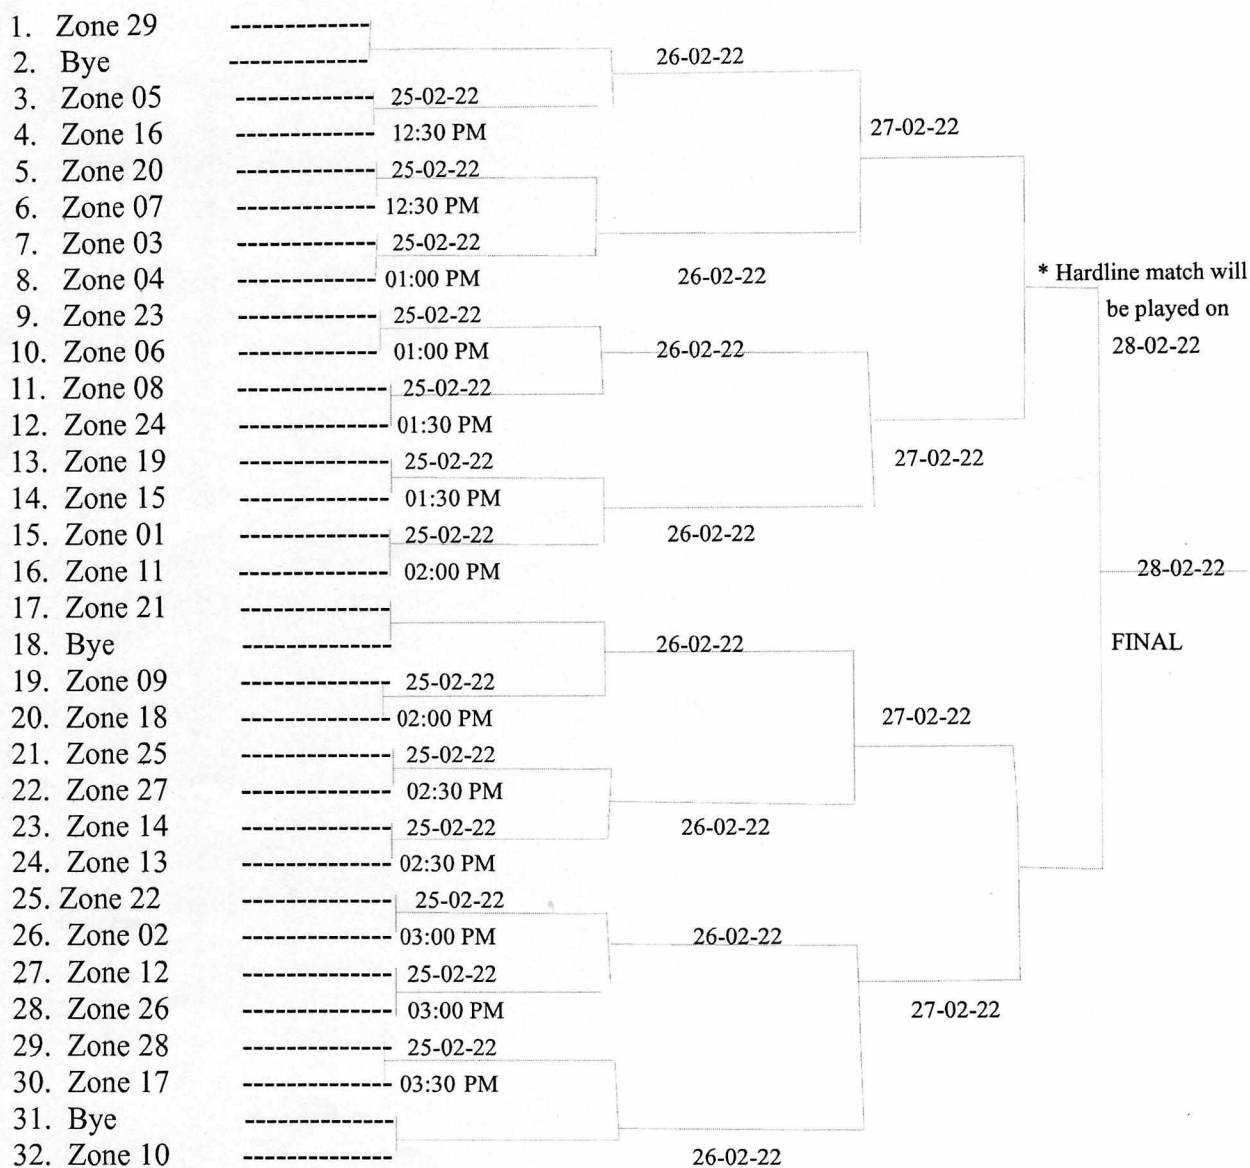 1. Zone 29 -------------
2. Bye ------------- 26-02-22
3. Zone 05 ------------- 25-02-22
27-02-22
4. Zone 16 ------------- 12:30 PM
5. Zone 20 ------------- 25-02-22
6. Zone 07 ------------- 12:30 PM
7. Zone 03 ------------- 25-02-22
8. Zone 04 ------------- 01:00 PM 26-02-22 * Hardline match will
9. Zone 23 ------------- 25-02-22 be played on
10. Zone 06 ------------- 01:00 PM 26-02-22 28-02-22
11. Zone 08 ------------- 25-02-22
12. Zone 24 ------------- 01:30 PM
13. Zone 19 ------------- 25-02-22 27-02-22
14. Zone 15 ------------- 01:30 PM
15. Zone 01 ------------- 25-02-22 26-02-22
16. Zone 11 ------------- 02:00 PM 28-02-22
17. Zone 21 -------------
18. Bye ------------- 26-02-22 FINAL
19. Zone 09 ------------- 25-02-22
20. Zone 18 ------------- 02:00 PM 27-02-22
21. Zone 25 ------------- 25-02-22
22. Zone 27 ------------- 02:30 PM
23. Zone 14 ------------- 25-02-22 26-02-22
24. Zone 13 ------------- 02:30 PM
25. Zone 22 ------------- 25-02-22
26. Zone 02 ------------- 03:00 PM 26-02-22
27. Zone 12 ------------- 25-02-22
28. Zone 26 ------------- 03:00 PM 27-02-22
29. Zone 28 ------------- 25-02-22
30. Zone 17 ------------- 03:30 PM
31. Bye -------------
32. Zone 10 ------------- 26-02-22